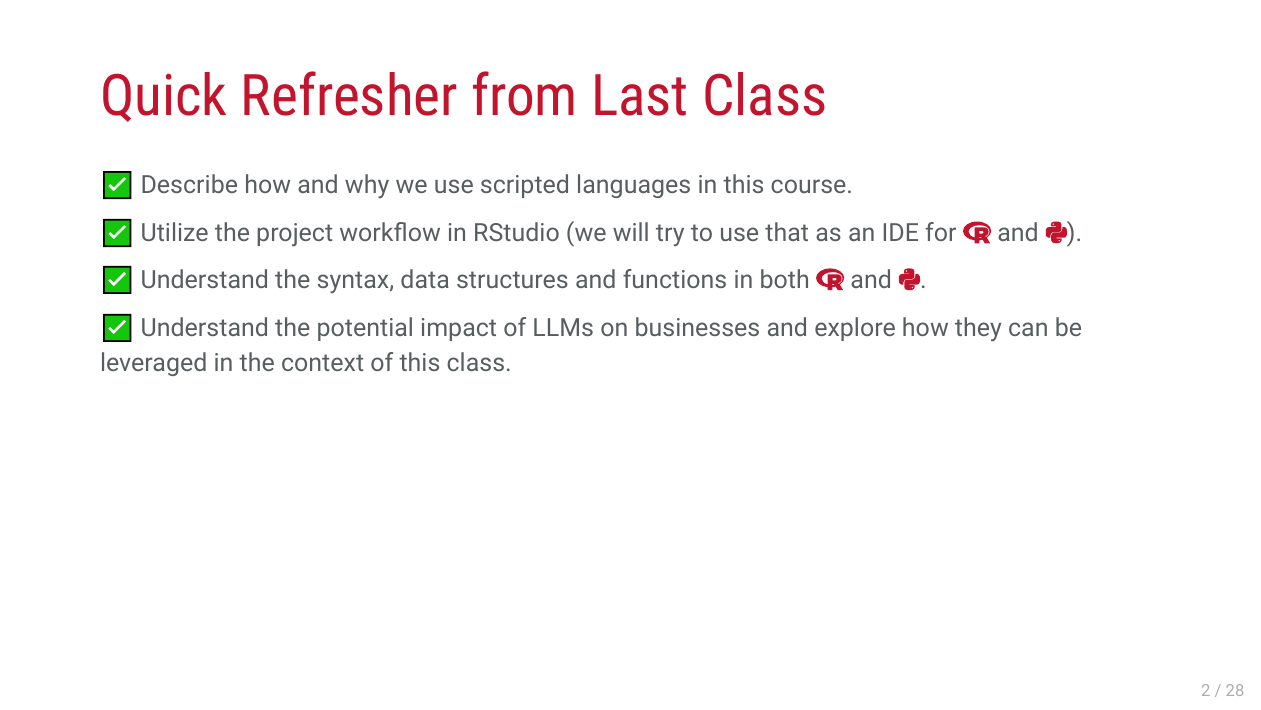 Quick Refresher from Last Class
✅ Describe how and why we use scripted languages in this course.
✅ Utilize the project workflow in RStudio (we will try to use that as an IDE for R and ).
✅ Understand the syntax, data structures and functions in both R and .
✅ Understand the potential impact of LLMs on businesses and explore how they can be
leveraged in the context of this class.
2 / 28